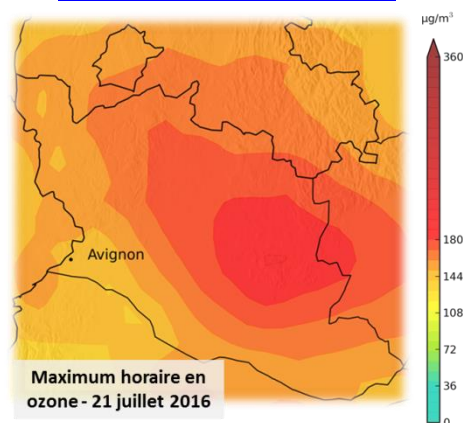 µg/m³
360
180
144
108
72
36
0
Avignon
Maximum horaire en
ozone - 21 juillet 2016